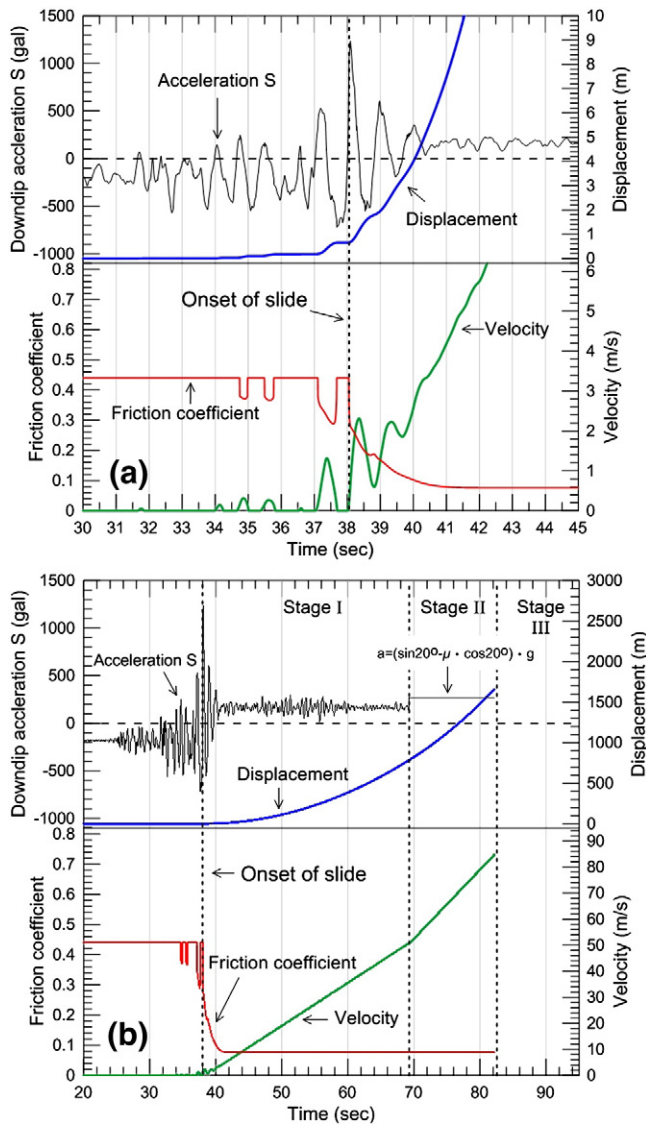 1500
1000
500
0
-500
-1000
Downdip accleration S (gal)
Acceleration S
Displacement
10
9
8
7
6
5
4
3
2
1
0
Displacement (m)
0.8
0.7
0.6
0.5
0.4
0.3
0.2
0.1
0
Friction coefficient
Onset of slide
Velocity
Friction coefficient
(a)
6
5
4
3
2
1
0
Velocity (m/s)
30 31 32 33 34 35 36 37 38 39 40 41 42 43 44 45
Time (sec)
1500
1000
500
0
-500
-1000
Downdip acceleration S (gal)
Stage I
Stage II
Stage
III
a=(sin20º-μ · cos20º) · g
Acceleration S
Displacement
3000
2500
2000
1500
1000
500
0
Displacement (m)
0.8
0.7
0.6
0.5
0.4
0.3
0.2
0.1
0
Friction coefficient
Onset of slide
Friction coefficient
Velocity
(b)
90
80
70
60
50
40
30
20
10
0
Velocity (m/s)
20 30 40 50 60 70 80 90
Time (sec)